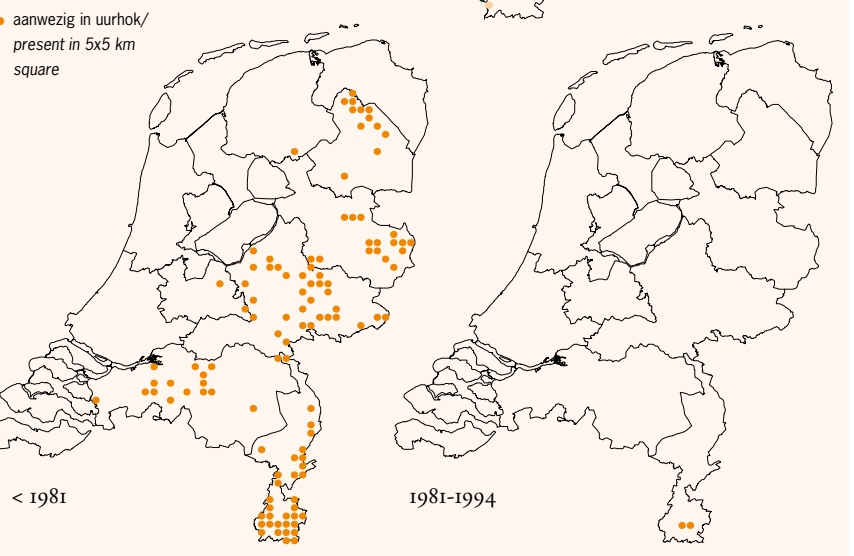 aanwezig in uurhok/
present in 5x5 km
square
< 1981
1981-1994